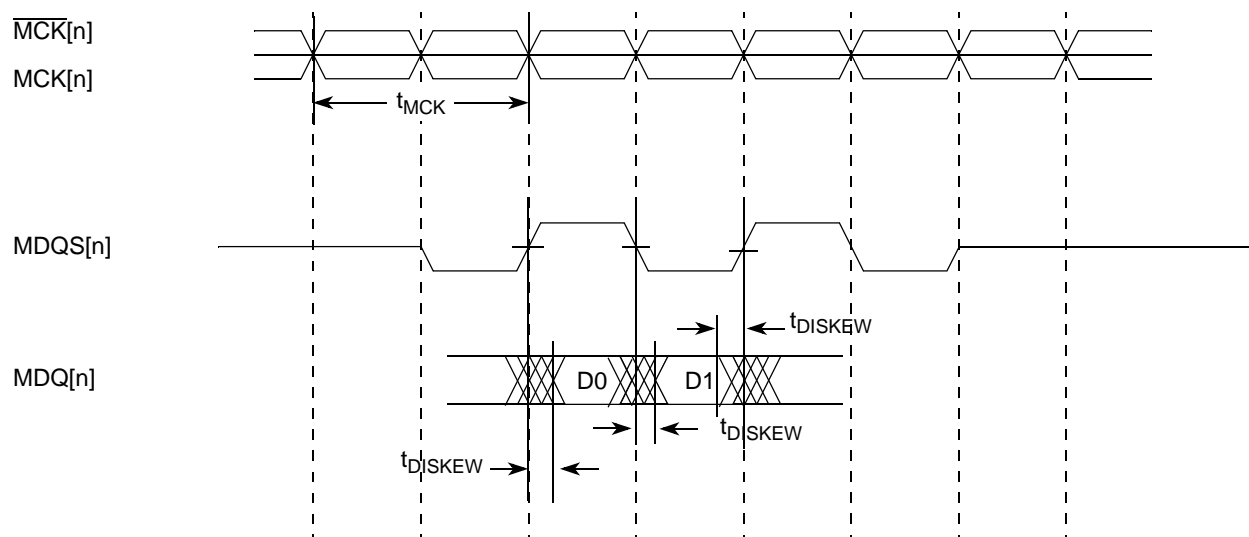 MCK[n]
MCK[n]
tMCK
MDQS[n]
tDISKEW
MDQ[n]
D0
D1
tDISKEW
tDISKEW